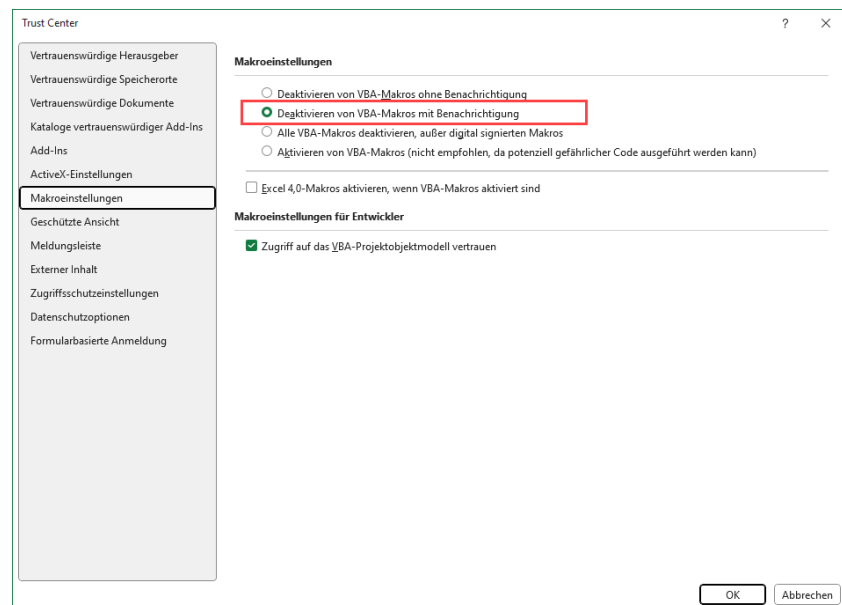 Trust Center
?
Vertrauenswürdige Herausgeber
Vertrauenswürdige Speicherorte
Vertrauenswürdige Dokumente
Kataloge vertrauenswürdiger Add-Ins
Add-Ins
ActiveX-Einstellungen
Makroeinstellungen
Geschützte Ansicht
Meldungsleiste
Externer Inhalt
Zugriffsschutzeinstellungen
Datenschutzoptionen
Formularbasierte Anmeldung
Makroeinstellungen
Deaktivieren von VBA-Makros ohne Benachrichtigung
Deaktivieren von VBA-Makros mit Benachrichtigung
Alle VBA-Makros deaktivieren, außer digital signierten Makros
Aktivieren von VBA-Makros (nicht empfohlen, da potenziell gefährlicher Code ausgeführt werden kann)
Excel 4,0-Makros aktivieren, wenn VBA-Makros aktiviert sind
Makroeinstellungen für Entwickler
Zugriff auf das VBA-Projektobjektmodell vertrauen
OK
Abbrechen